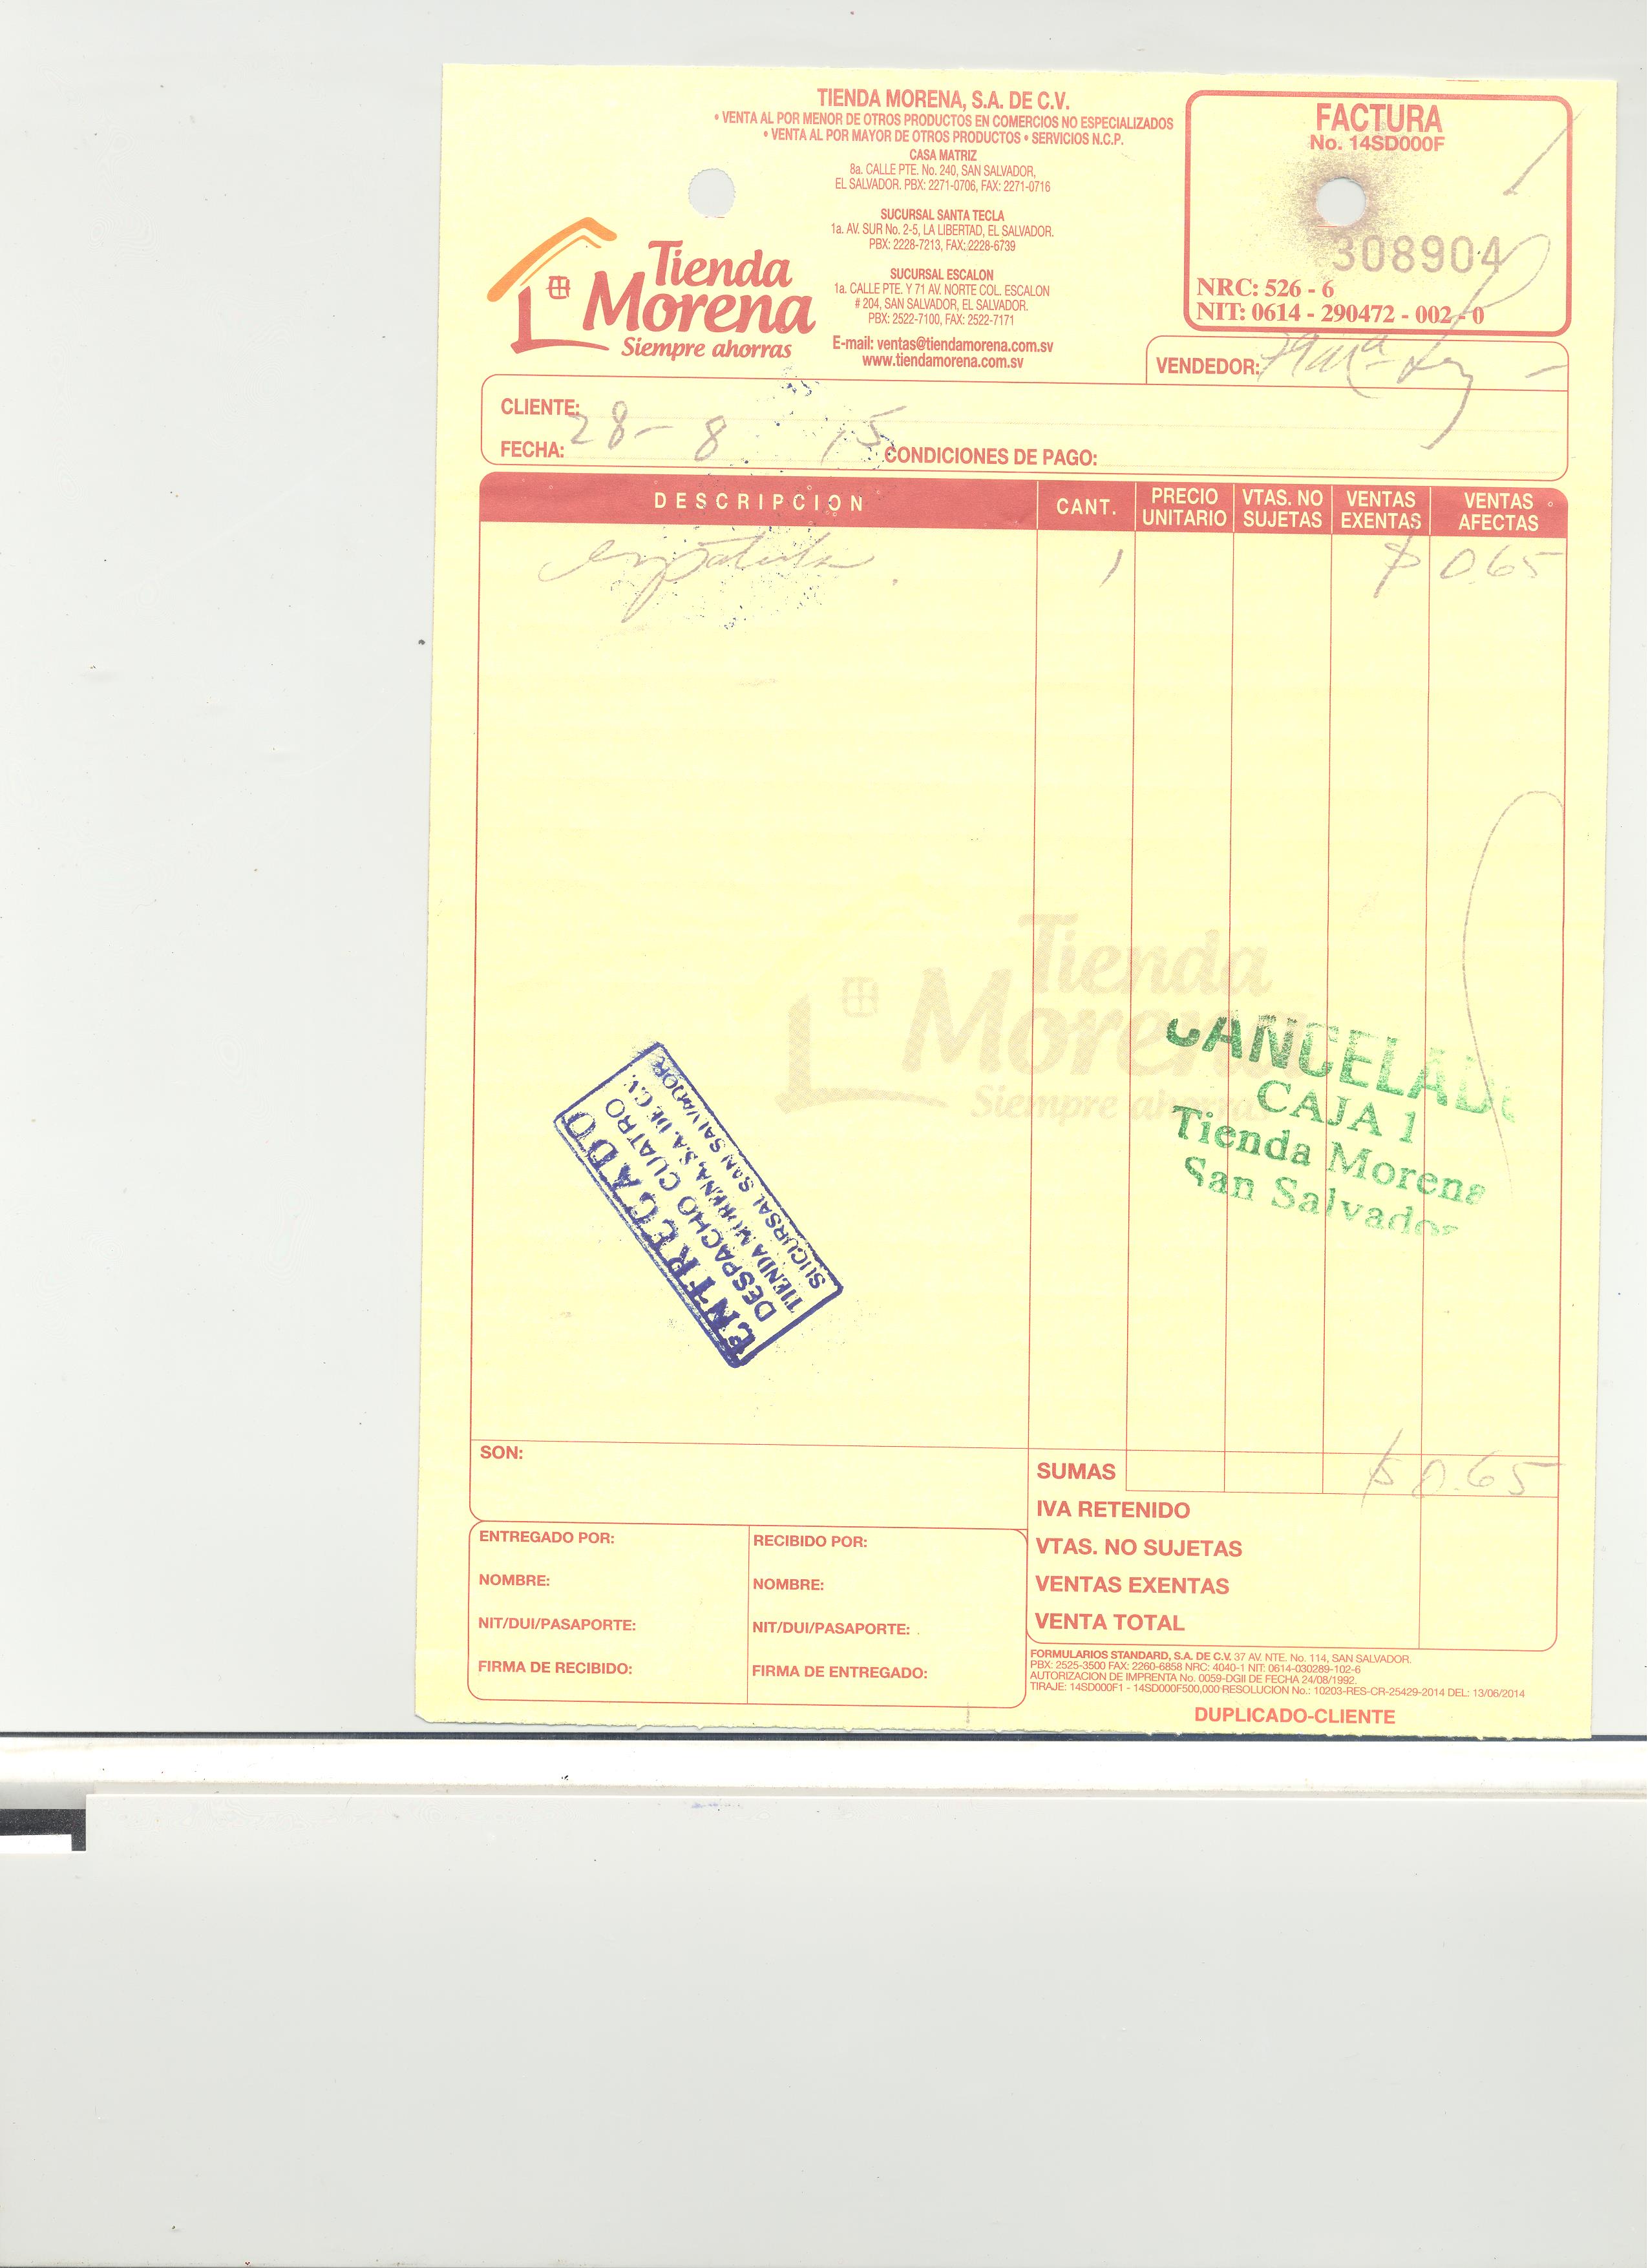 TIENDA MORENA, S.A. DE C.V.
• VENTA AL POR MENOR DE OTROS PRODUCTOS EN COMERCIOS NO ESPECIALIZADOS
• VENTA AL POR MAYOR DE OTROS PRODUCTOS • SERVICIOS N.C.P.
CASA MATRIZ
8a. CALLE PTE. No. 240, SAN SALVADOR,
EL SALVADOR. PBX: 2271-0706, FAX: 2271-0716
SUCURSAL SANTA TECLA
1a. AV. SUR No. 2-5, LA LIBERTAD, EL SALVADOR.
PBX: 2228-7213, FAX: 2228-6739
SUCURSAL ESCALON
1a. CALLE PTE. Y 71 AV. NORTE COL. ESCALON
# 204, SAN SALVADOR, EL SALVADOR.
PBX: 2522-7100, FAX: 2522-7171
E-mail: ventas@tiendamorena.com.sv
www.tiendamorena.com.sv
Tienda
Morena
Siempre ahorras
FACTURA
No. 14SD000F
308904
NRC: 526 - 6
NIT: 0614 - 290472 - 002 - 0
VENDEDOR:
CLIENTE:
FECHA: 28-8 15 CONDICIONES DE PAGO:
DESCRIPCION CANT. PRECIO UNITARIO VTAS. NO SUJETAS VENTAS EXENTAS VENTAS AFECTAS
espatula 1 $ 0.65
Tienda
Morena
Siempre ahorras
CANCELADO
CAJA 1
Tienda Morena
San Salvador
ENTREGADO
DESPACHO CUATRO
TIENDA MORENA, S.A. DE C.V.
SUCURSAL SAN SALVADOR
SON:
SUMAS $ 0.65
IVA RETENIDO
VTAS. NO SUJETAS
VENTAS EXENTAS
VENTA TOTAL
ENTREGADO POR:
NOMBRE:
NIT/DUI/PASAPORTE:
FIRMA DE RECIBIDO:
RECIBIDO POR:
NOMBRE:
NIT/DUI/PASAPORTE:
FIRMA DE ENTREGADO:
FORMULARIOS STANDARD, S.A. DE C.V. 37 AV. NTE. No. 114, SAN SALVADOR.
PBX: 2525-3500 FAX: 2260-6858 NRC: 4040-1 NIT: 0614-030289-102-6
AUTORIZACION DE IMPRENTA No. 0059-DGII DE FECHA 24/08/1992.
TIRAJE: 14SD000F1 - 14SD000F500,000 RESOLUCION No.: 10203-RES-CR-25429-2014 DEL: 13/06/2014
DUPLICADO-CLIENTE